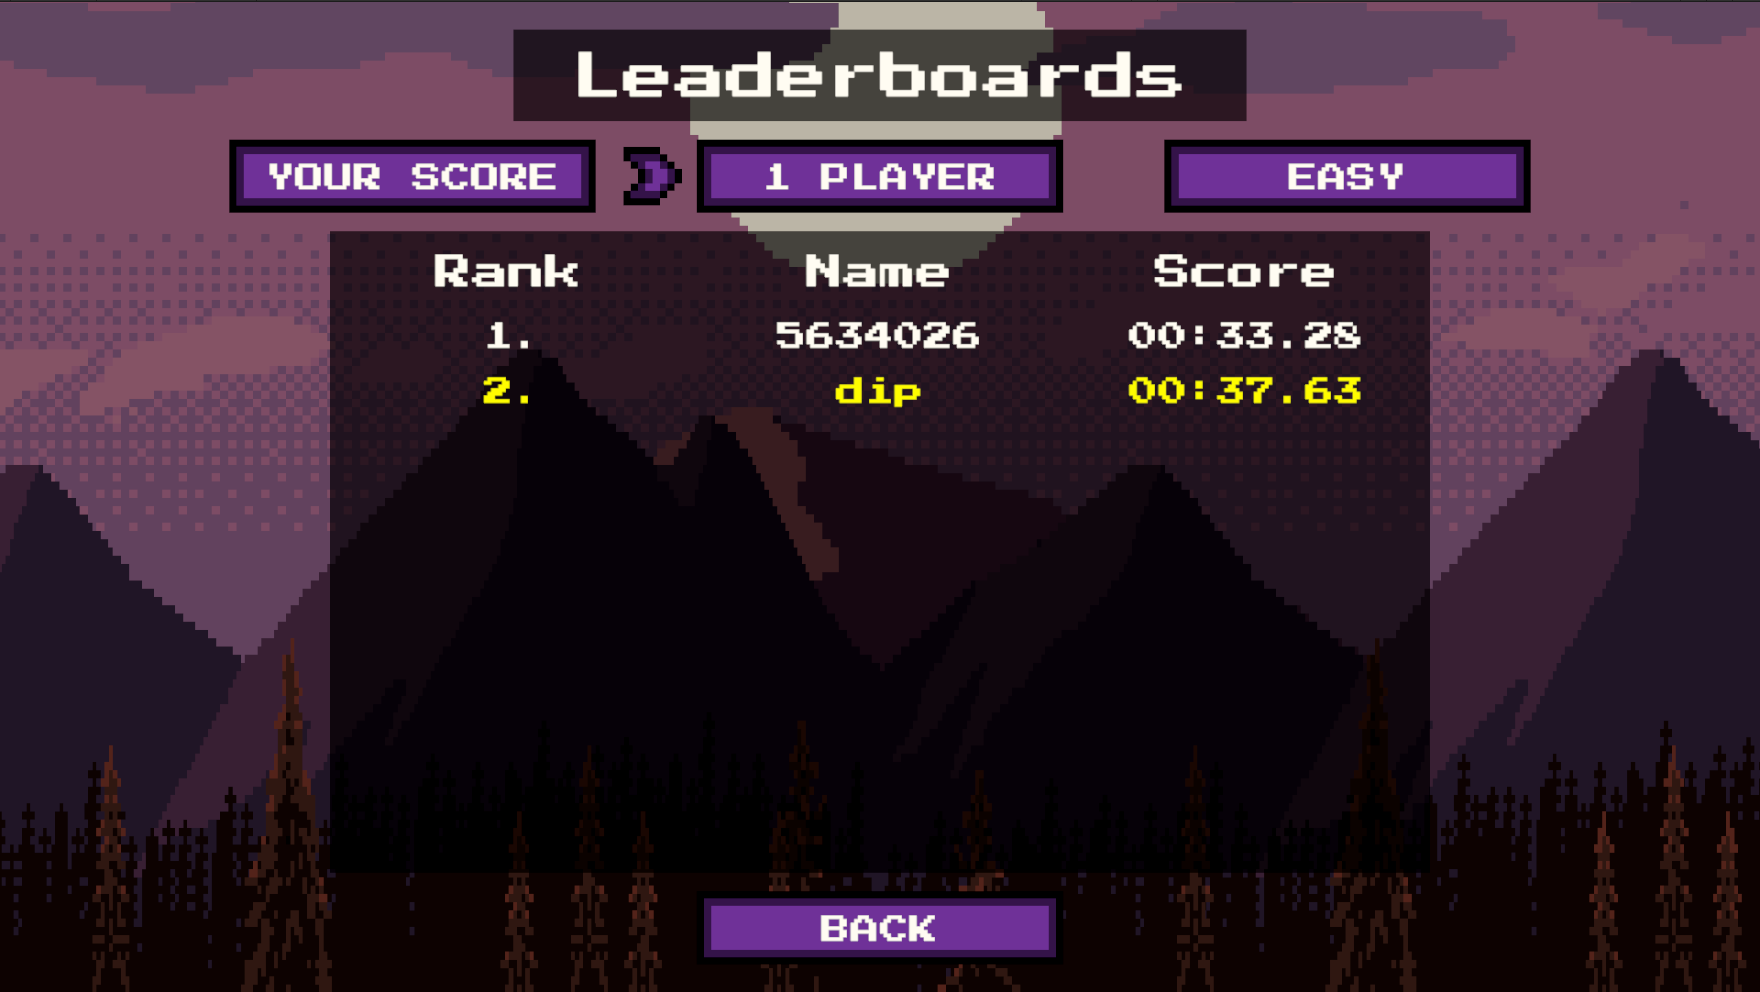 Leaderboards
YOUR SCORE 1 PLAYER EASY
Rank Name Score
1. 5634026 00:33.28
2. dip 00:37.63
BACK